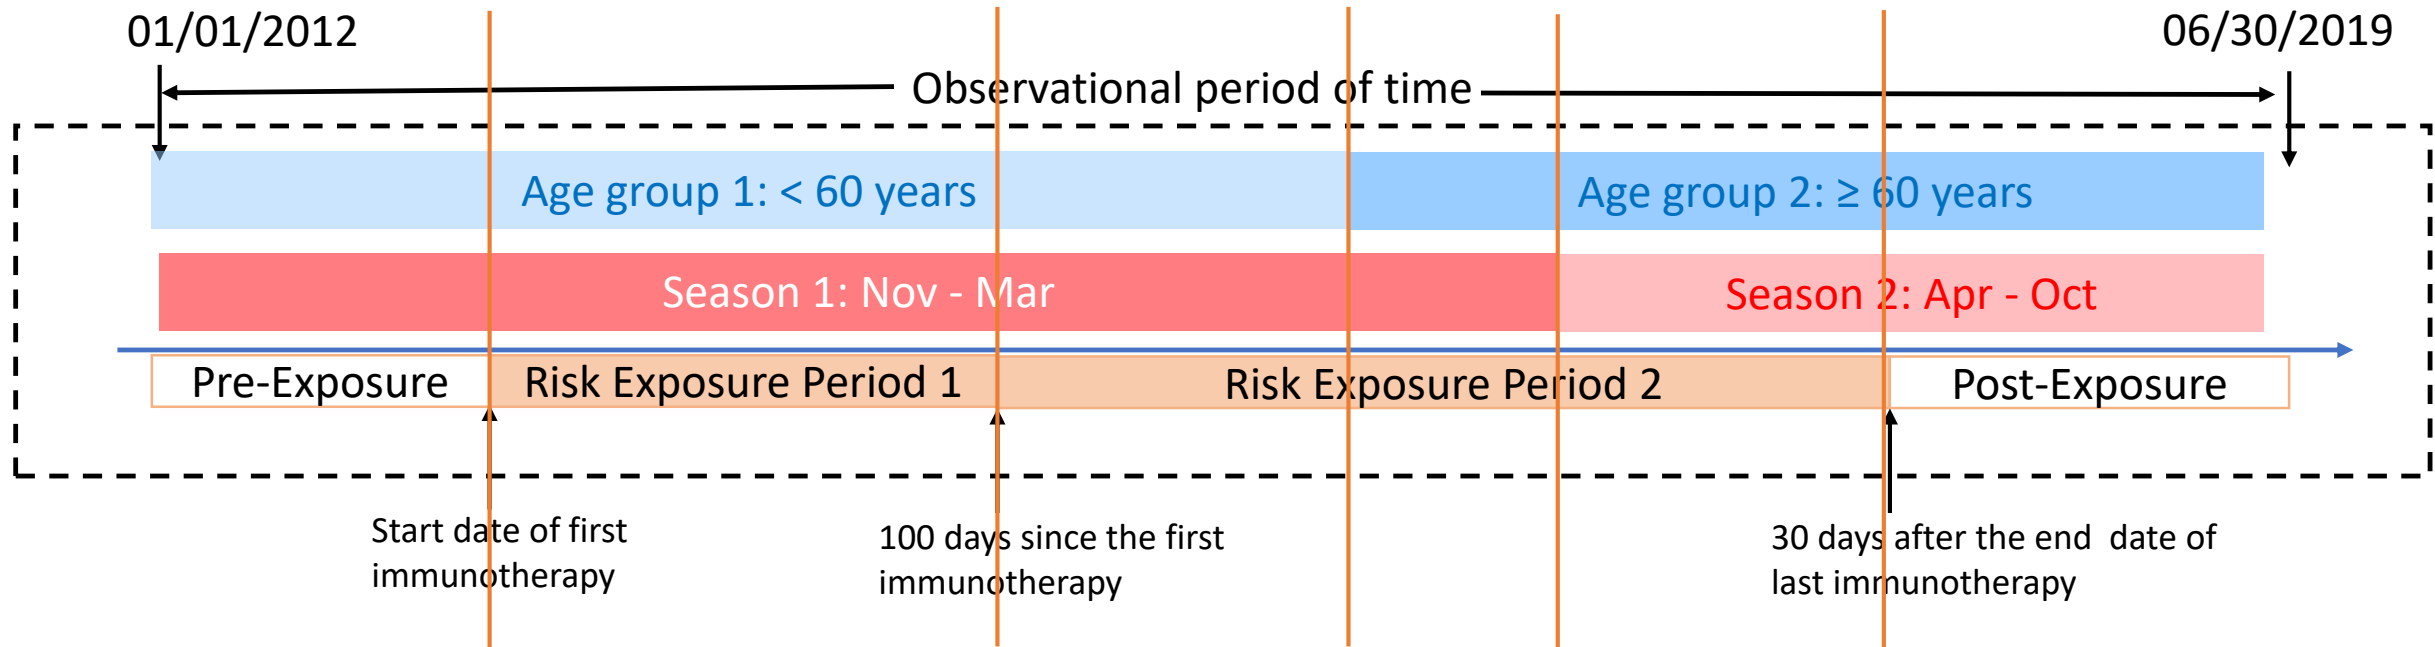 01/01/2012
06/30/2019
Observational period of time
Age group 1: < 60 years
Age group 2: ≥ 60 years
Season 1: Nov - Mar
Season 2: Apr - Oct
Pre-Exposure
Risk Exposure Period 1
Risk Exposure Period 2
Post-Exposure
Start date of first
immunotherapy
100 days since the first
immunotherapy
30 days after the end  date of
last immunotherapy